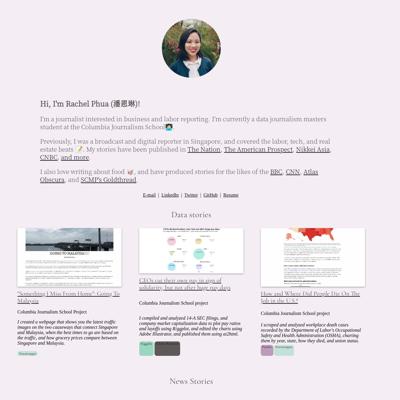 Hi, I'm Rachel Phua (潘恩琳)!
I'm a journalist interested in business and labor reporting. I'm currently a data journalism masters
student at the Columbia Journalism School
Previously, I was a broadcast and digital reporter in Singapore, and covered the labor, tech, and real
estate beats 📝. My stories have been published in The Nation, The American Prospect, Nikkei Asia,
CNBC, and more.
I also love writing about food 🥡, and have produced stories for the likes of the BBC, CNN, Atlas
Obscura, and SCMP's Goldthread.
E-mail | LinkedIn | Twitter | GitHub | Resume
Data stories
GOING TO MALAYSIA
"Something I Miss From Home": Going To
Malaysia
Columbia Journalism School Project
I created a webpage that shows you the latest traffic
images on the two causeways that connect Singapore
and Malaysia, when the best times to go are based on
the traffic, and how grocery prices compare between
Singapore and Malaysia.
CEOs cut their own pay in sign of
solidarity, but not after huge pay days
Columbia Journalism School project
I compiled and analyzed 14-A SEC filings, and
company market capitalization data to plot pay ratios
and layoffs using R/ggplot, and edited the charts using
Adobe Illustrator, and published them using ai2html.
How and Where Did People Die On The
Job in the U.S?
Columbia Journalism School project
I scraped and analyzed workplace death cases
recorded by the Department of Labor's Occupational
Safety and Health Administration (OSHA), charting
them by year, state, how they died, and union status.
News Stories